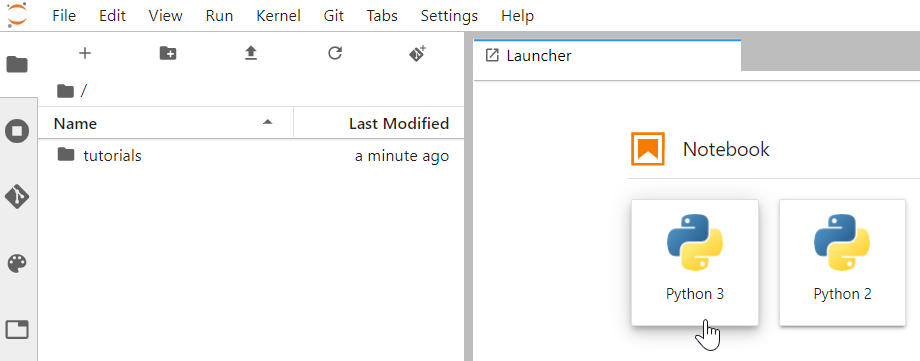 File Edit View Run Kernel Git Tabs Settings Help
Launcher
/
Name Last Modified
tutorials a minute ago
Notebook
Python 3 Python 2